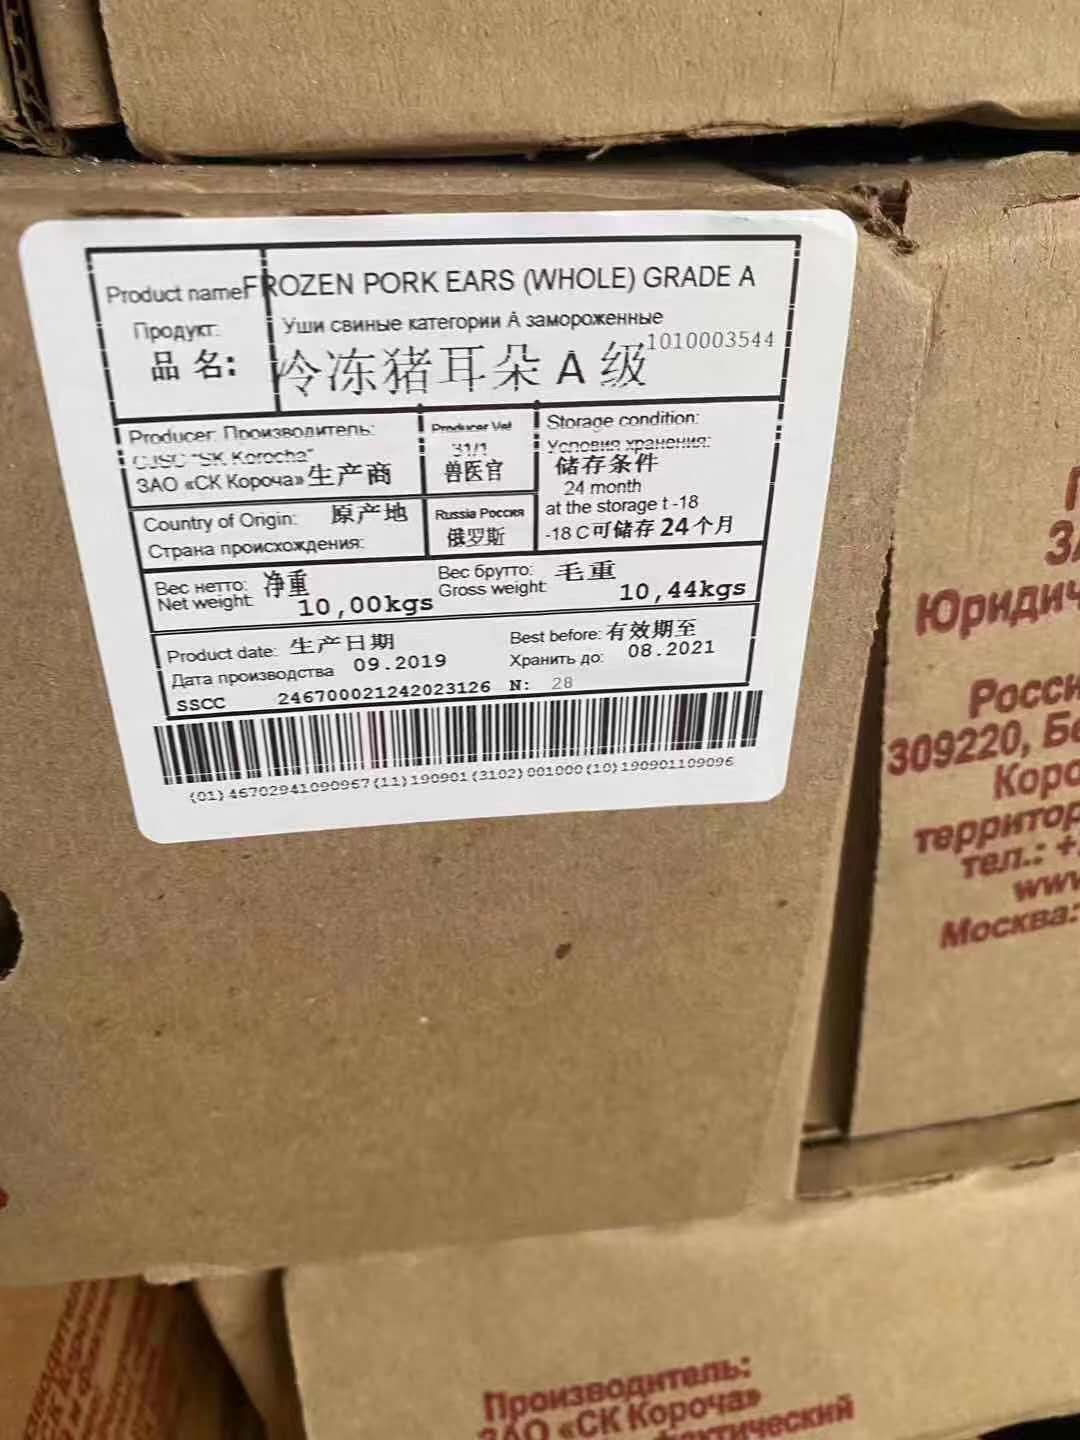 Product name FROZEN PORK EARS (WHOLE) GRADE A
Продукт: Уши свиные категории А замороженные
品 名: 冷冻猪耳朵 A 级 1010003544
Producer: Производитель:
CJSC "SK Korocha"
ЗАО «СК Короча» 生产商
Producer Vet
31/1
兽医官
Storage condition:
Условия хранения:
储存条件
24 month
at the storage t -18
-18 C可储存 24 个月
Country of Origin: 原产地
Страна происхождения:
Russia Россия
俄罗斯
Вес нетто: 净重
Net weight: 10,00kgs
Вес брутто: 毛重
Gross weight: 10,44kgs
Product date: 生产日期
Дата производства 09.2019
Best before: 有效期至
Хранить до: 08.2021
SSCC 246700021242023126 N: 28
(01)46702941090967(11)190901(3102)001000(10)190901109096
Юридич
Росси
309220, Бе
Коро
территор
тел.: +
www
Москва:
Производитель:
ЗАО «СК Короча»